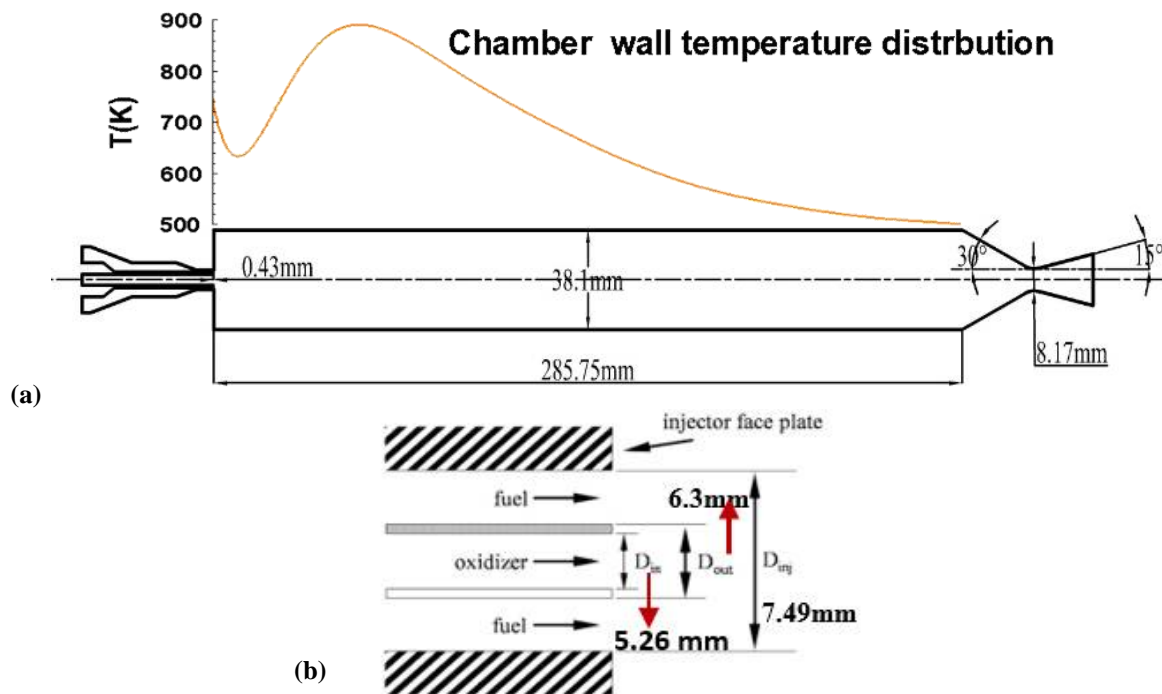 900
Chamber wall temperature distrbution
800
T(K)
700
600
500
0.43mm
38.1mm
30°
15°
8.17mm
285.75mm
(a)
injector face plate
fuel
6.3mm
oxidizer
D_in
D_out
D_inj
7.49mm
fuel
5.26 mm
(b)